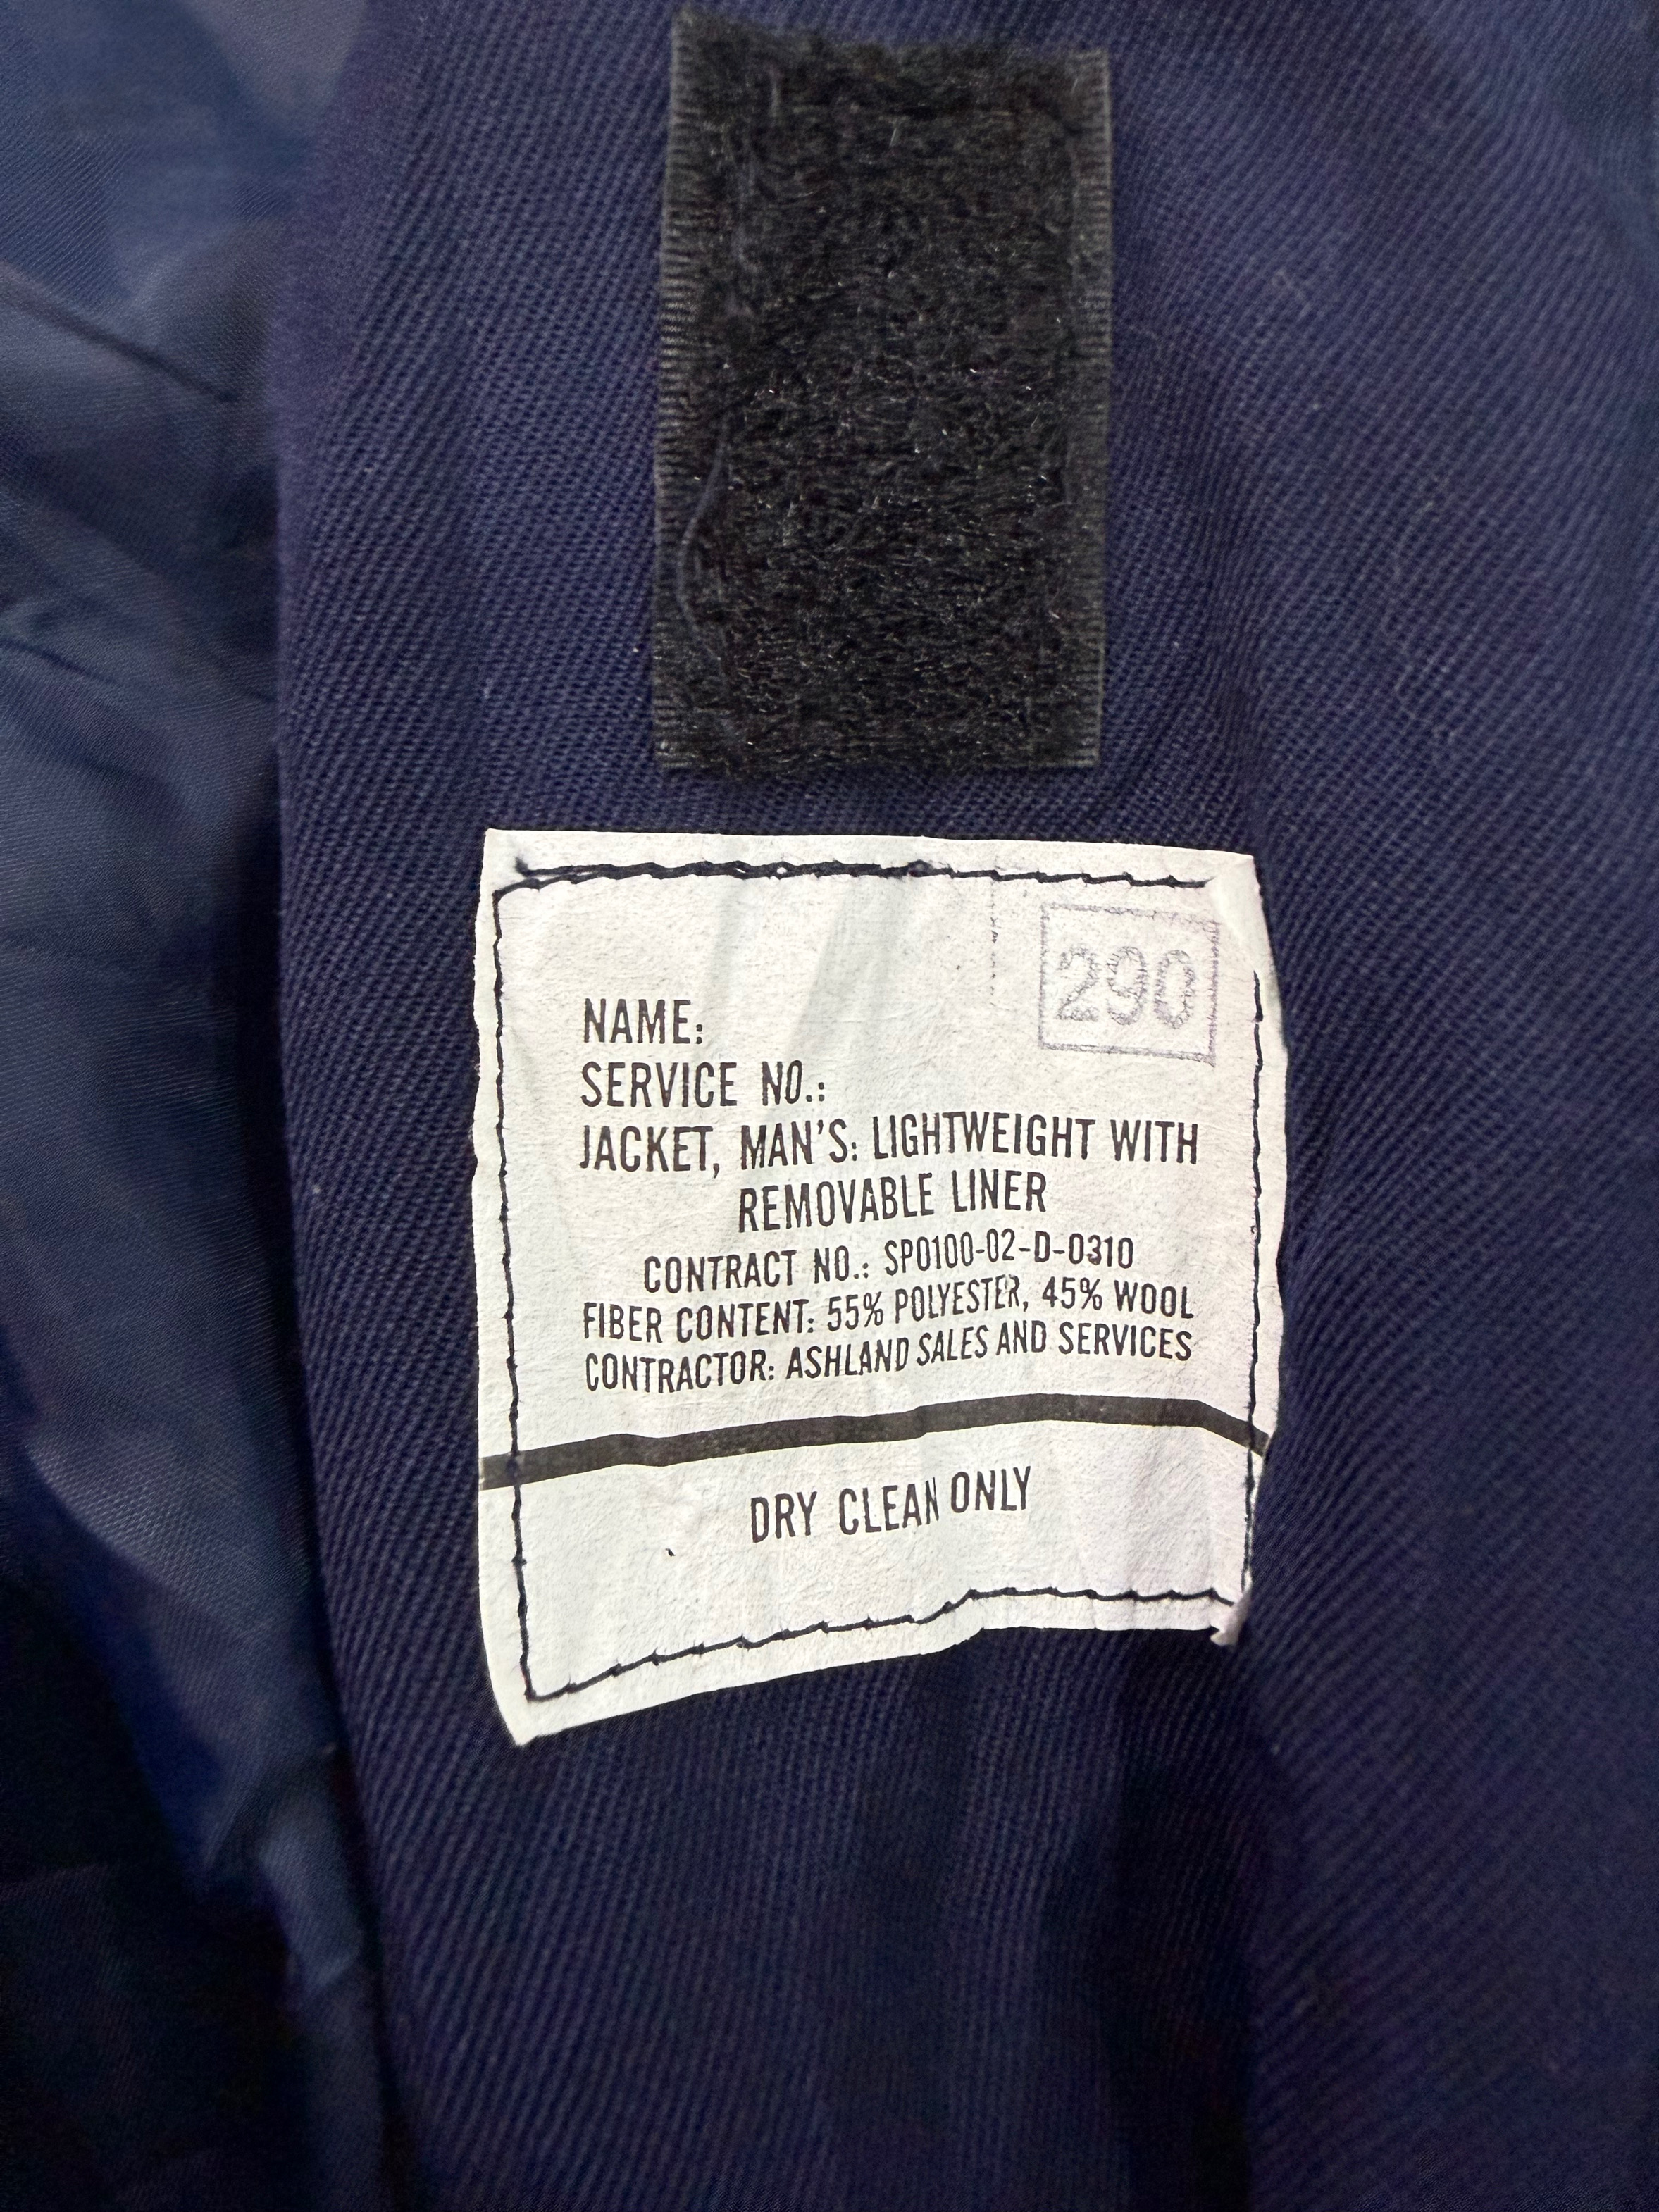 290
NAME:
SERVICE NO.:
JACKET, MAN'S: LIGHTWEIGHT WITH
REMOVABLE LINER
CONTRACT NO.: SP0100-02-D-0310
FIBER CONTENT: 55% POLYESTER, 45% WOOL
CONTRACTOR: ASHLAND SALES AND SERVICES
DRY CLEAN ONLY